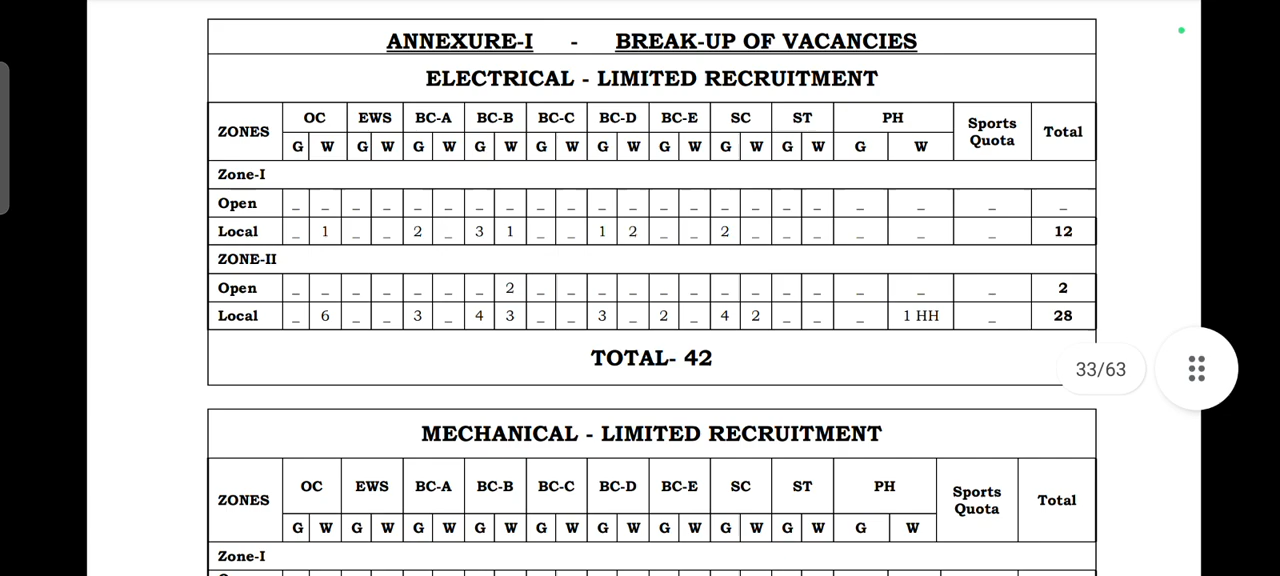 ANNEXURE-I - BREAK-UP OF VACANCIES
ELECTRICAL - LIMITED RECRUITMENT
ZONES OC EWS BC-A BC-B BC-C BC-D BC-E SC ST PH Sports Quota Total
G W G W G W G W G W G W G W G W G W G W
Zone-I
Open _ _ _ _ _ _ _ _ _ _ _ _ _ _ _ _ _ _ _ _ _ _
Local _ 1 _ _ 2 _ 3 1 _ _ 1 2 _ _ 2 _ _ _ _ _ _ 12
ZONE-II
Open _ _ _ _ _ _ _ 2 _ _ _ _ _ _ _ _ _ _ _ _ _ 2
Local _ 6 _ _ 3 _ 4 3 _ _ 3 _ 2 _ 4 2 _ _ _ 1 HH _ 28
TOTAL- 42
33/63
MECHANICAL - LIMITED RECRUITMENT
ZONES OC EWS BC-A BC-B BC-C BC-D BC-E SC ST PH Sports Quota Total
G W G W G W G W G W G W G W G W G W G W
Zone-I